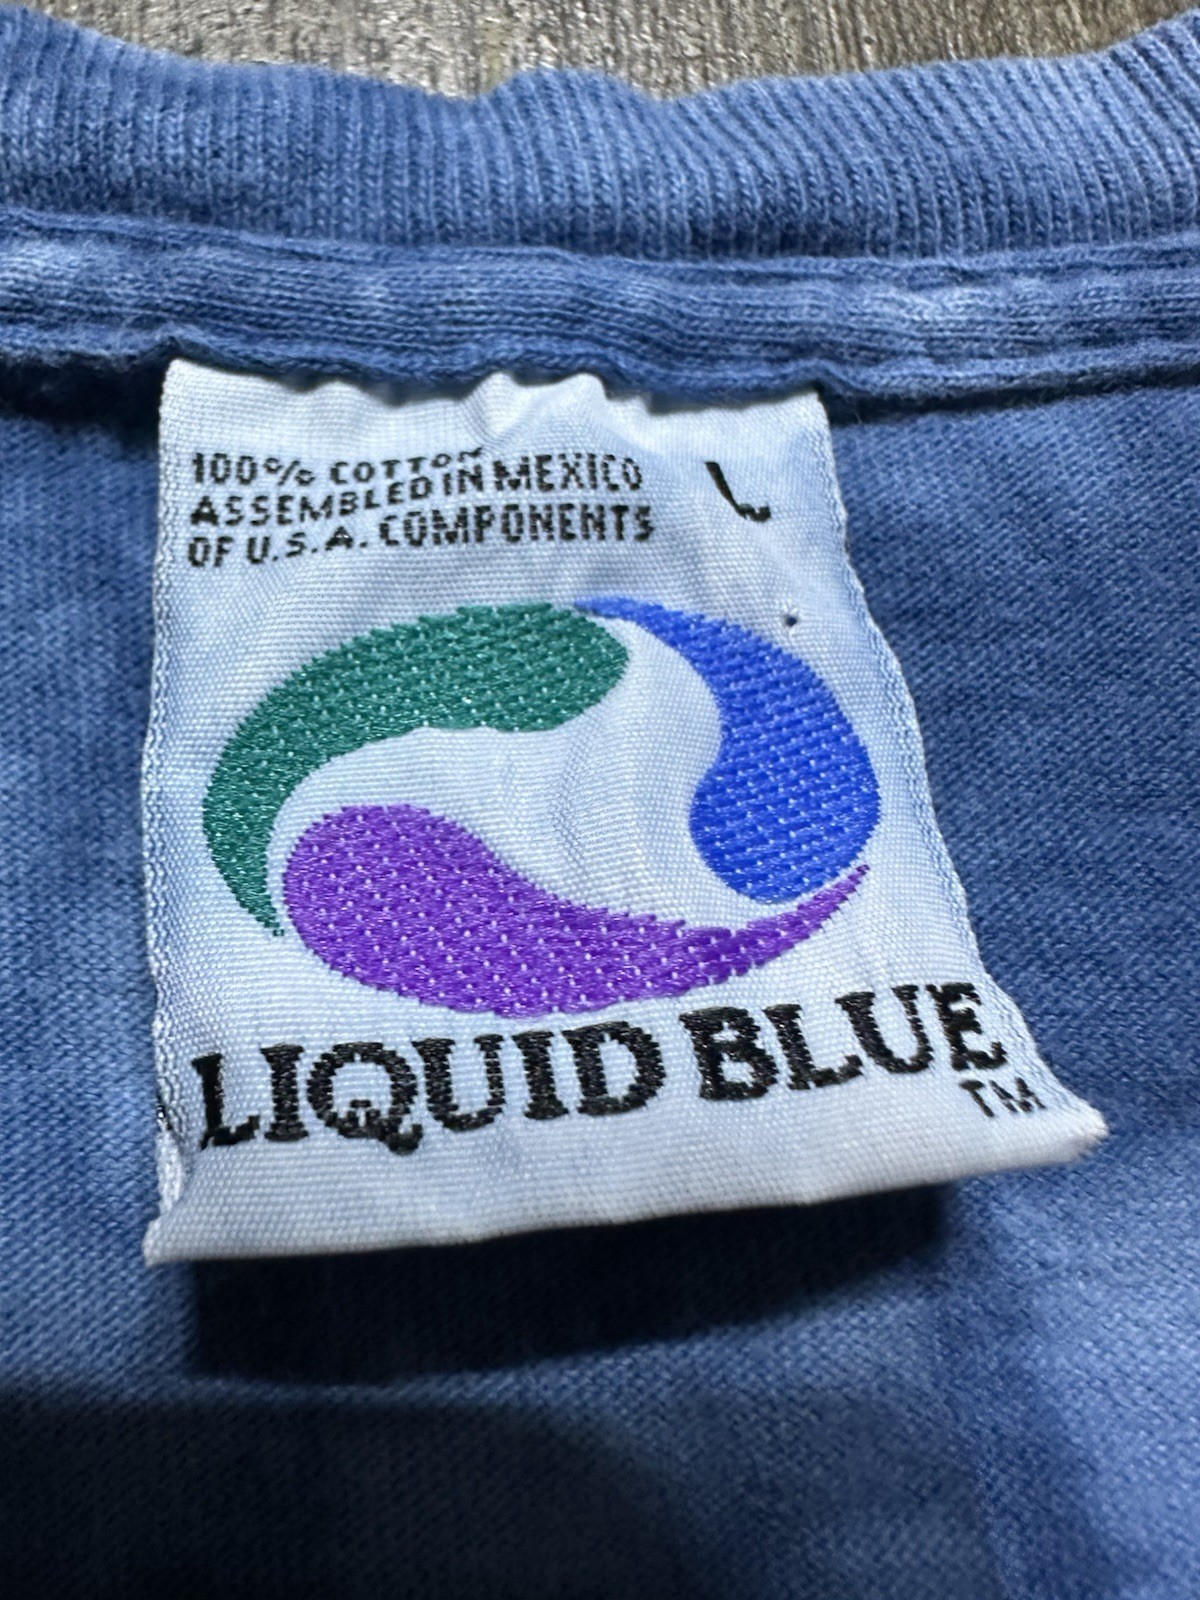 100% COTTON
ASSEMBLED IN MEXICO
OF U.S.A. COMPONENTS
L
LIQUID BLUE
TM